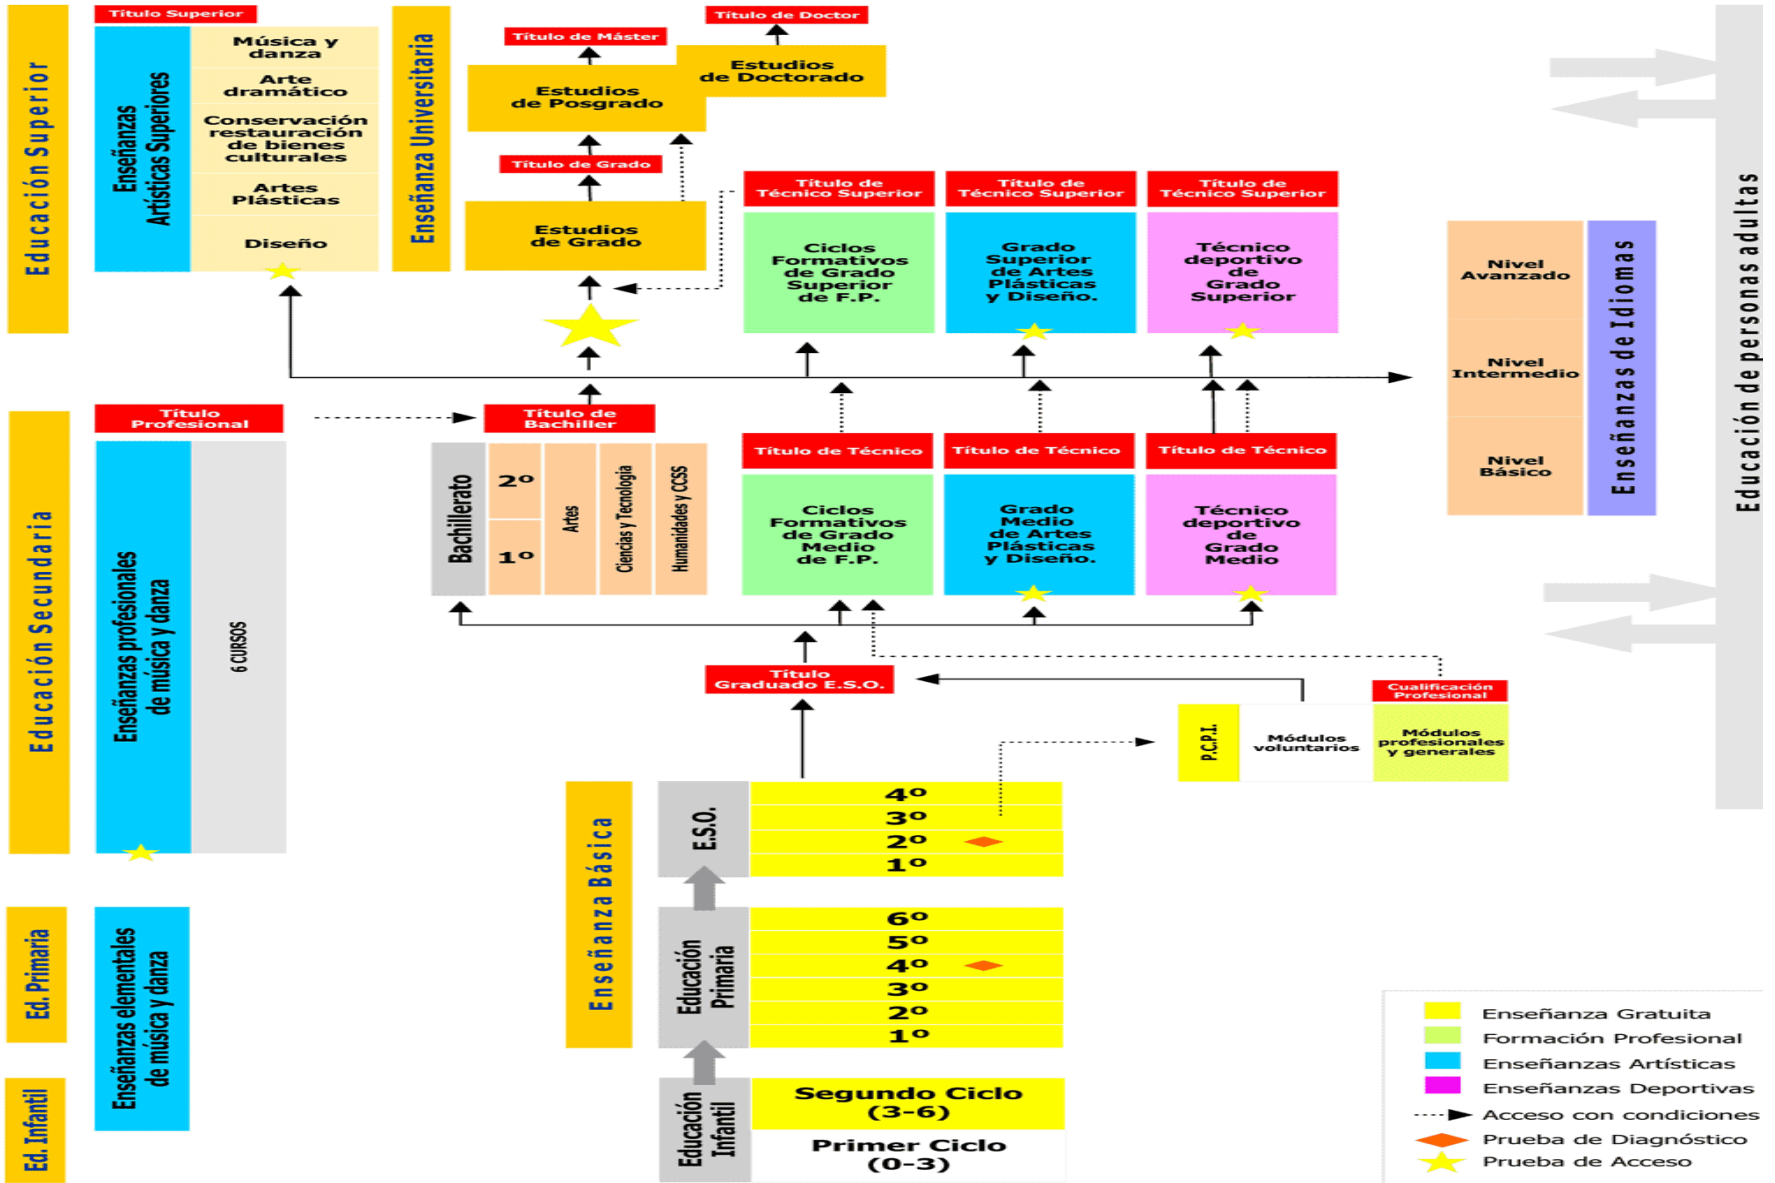 Título Superior
Educación Superior
Enseñanzas
Artísticas Superiores
Música y
danza
Arte
dramático
Conservación
restauración
de bienes
culturales
Artes
Plásticas
Diseño
Enseñanza Universitaria
Título de Máster
Título de Doctor
Estudios
de Posgrado
Estudios
de Doctorado
Título de Grado
Estudios
de Grado
Título de
Técnico Superior
Ciclos
Formativos
de Grado
Superior
de F.P.
Título de
Técnico Superior
Grado
Superior
de Artes
Plásticas
y Diseño.
Título de
Técnico Superior
Técnico
deportivo
de
Grado
Superior
Nivel
Avanzado
Nivel
Intermedio
Nivel
Básico
Enseñanzas de Idiomas
Educación de personas adultas
Educación Secundaria
Título
Profesional
Enseñanzas profesionales
de música y danza
6 CURSOS
Título de
Bachiller
Bachillerato
2º
1º
Artes
Ciencias y Tecnología
Humanidades y CCSS
Título de Técnico
Ciclos
Formativos
de Grado
Medio
de F.P.
Título de Técnico
Grado
Medio
de Artes
Plásticas
y Diseño.
Título de Técnico
Técnico
deportivo
de
Grado
Medio
Título
Graduado E.S.O.
Cualificación
Profesional
P.C.P.I.
Módulos
voluntarios
Módulos
profesionales
y generales
Enseñanza Básica
E.S.O.
4º
3º
2º
1º
Ed. Primaria
Enseñanzas elementales
de música y danza
Educación
Primaria
6º
5º
4º
3º
2º
1º
Ed. Infantil
Educación
Infantil
Segundo Ciclo
(3-6)
Primer Ciclo
(0-3)
Enseñanza Gratuita
Formación Profesional
Enseñanzas Artísticas
Enseñanzas Deportivas
Acceso con condiciones
Prueba de Diagnóstico
Prueba de Acceso